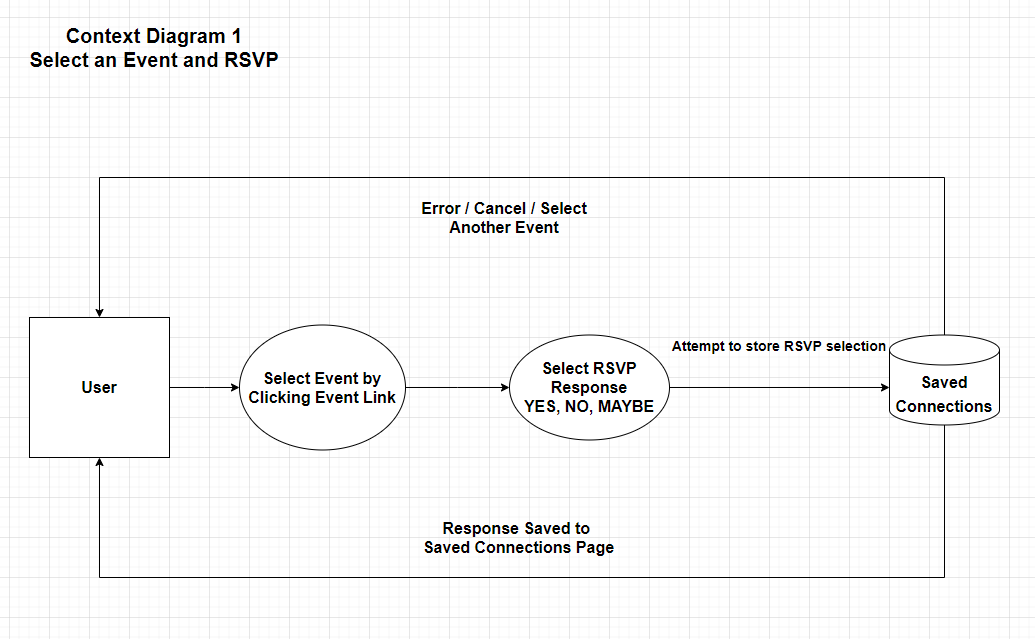 Context Diagram 1
Select an Event and RSVP
Error / Cancel / Select
Another Event
User
Select Event by
Clicking Event Link
Select RSVP
Response
YES, NO, MAYBE
Attempt to store RSVP selection
Saved
Connections
Response Saved to
Saved Connections Page